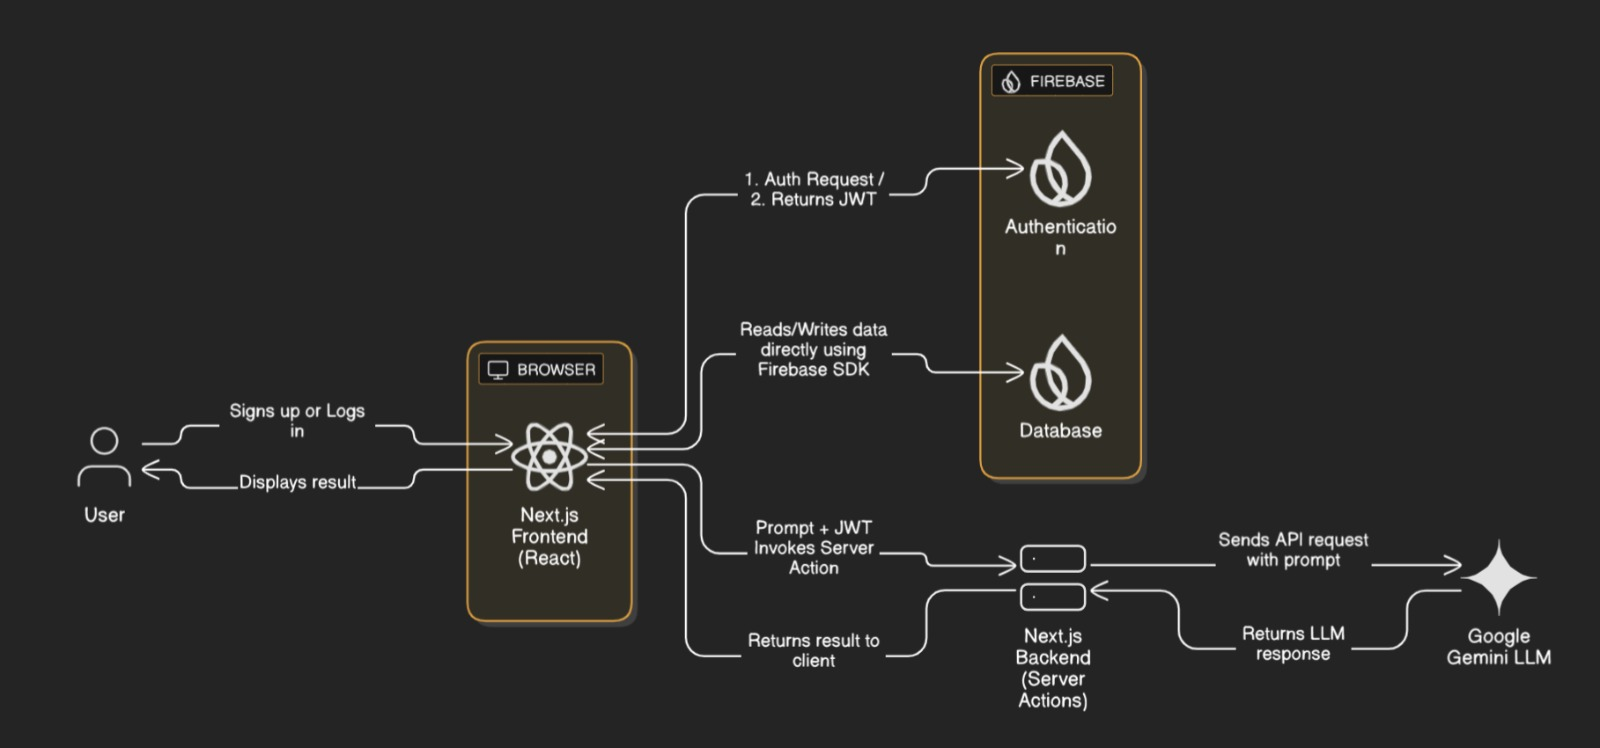 FIREBASE
1. Auth Request /
2. Returns JWT
Authenticatio
n
Reads/Writes data
directly using
Firebase SDK
Database
BROWSER
Signs up or Logs
in
Displays result
User
Next.js
Frontend
(React)
Prompt + JWT
Invokes Server
Action
Returns result to
client
Next.js
Backend
(Server
Actions)
Sends API request
with prompt
Returns LLM
response
Google
Gemini LLM